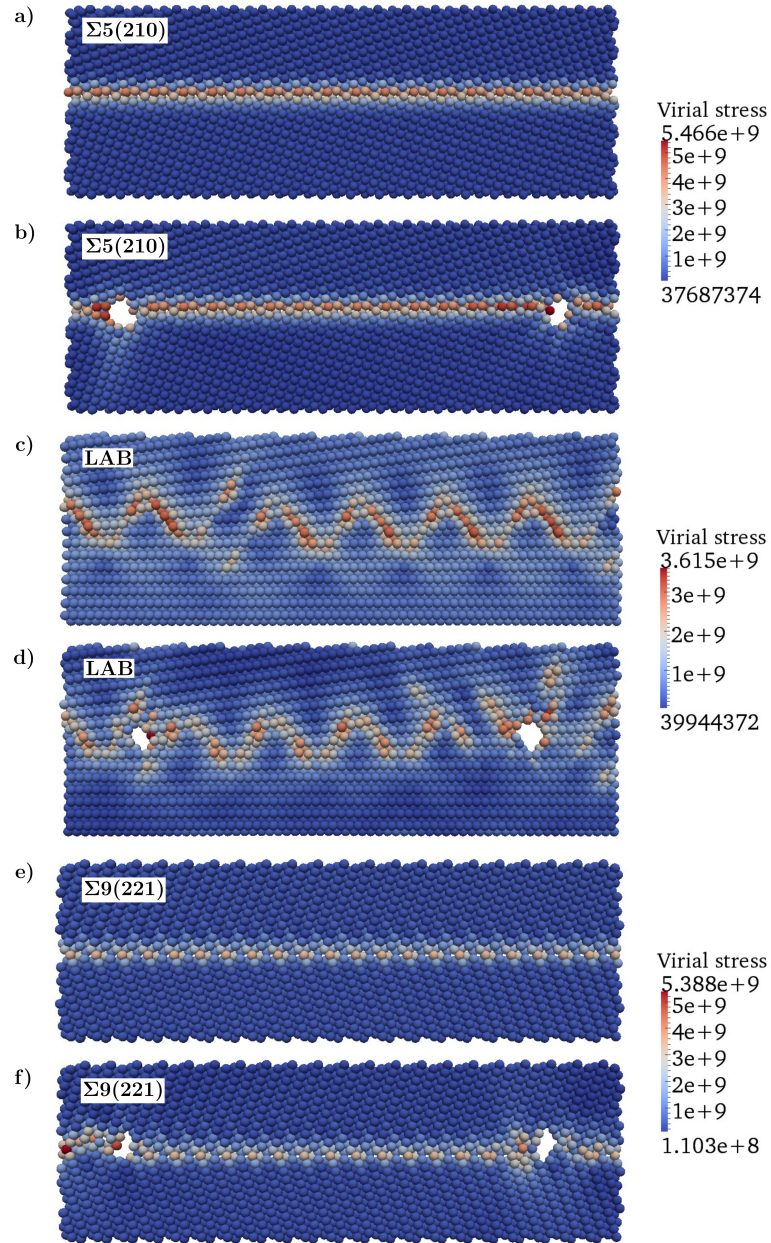 a)
Σ5(210)
Virial stress
5.466e+9
5e+9
4e+9
3e+9
2e+9
1e+9
37687374
b)
Σ5(210)
c)
LAB
Virial stress
3.615e+9
3e+9
2e+9
1e+9
39944372
d)
LAB
e)
Σ9(221)
Virial stress
5.388e+9
5e+9
4e+9
3e+9
2e+9
1e+9
1.103e+8
f)
Σ9(221)